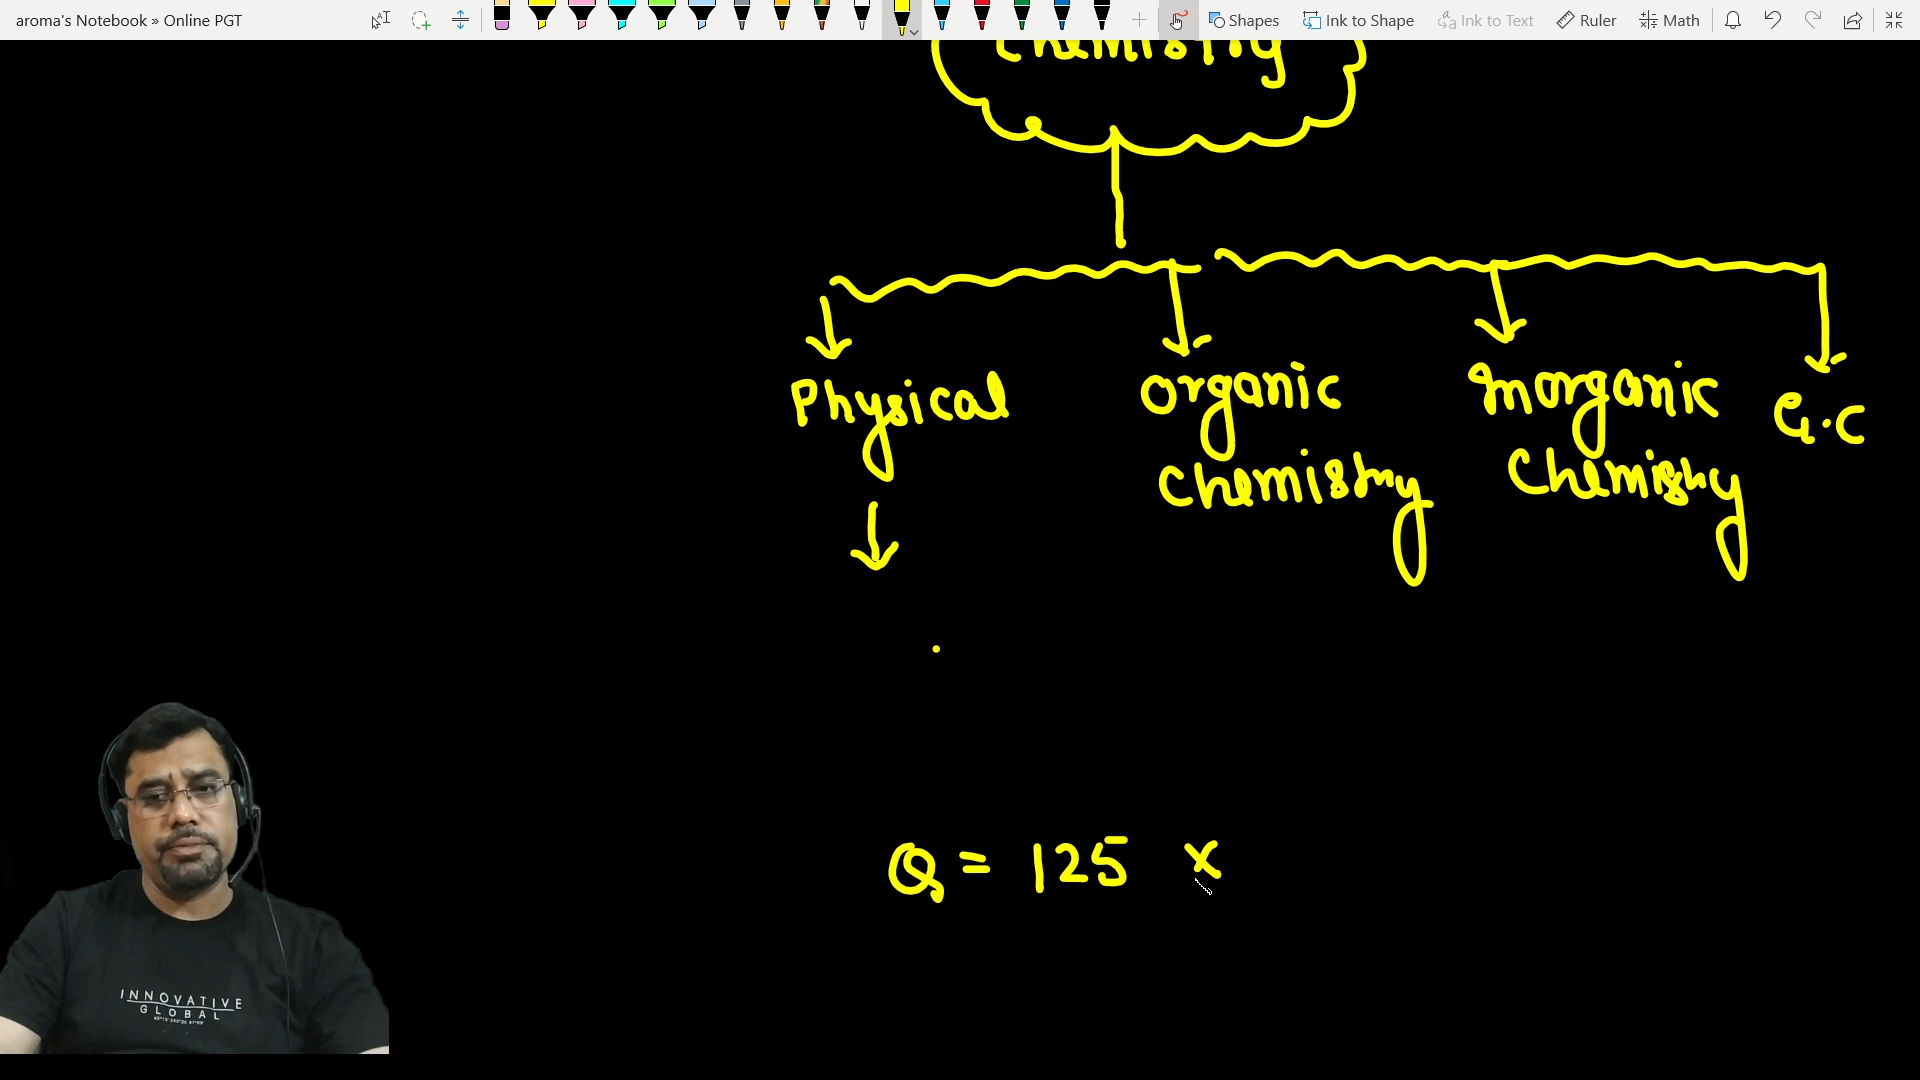 aroma's Notebook » Online PGT
Shapes Ink to Shape Ink to Text Ruler Math
Chemistry
Physical Organic Inorganic G.C
Chemistry Chemistry
Q = 125 x
INNOVATIVE
GLOBAL